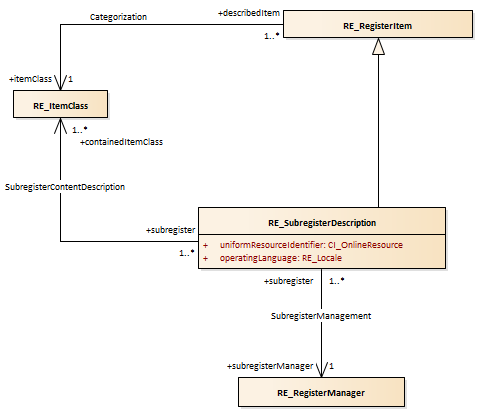 Categorization
+describedItem
RE_RegisterItem
1..*
+itemClass
1
RE_ItemClass
1..*
+containedItemClass
SubregisterContentDescription
RE_SubregisterDescription
+subregister
+ uniformResourceIdentifier: CI_OnlineResource
1..*
+ operatingLanguage: RE_Locale
+subregister
1..*
SubregisterManagement
+subregisterManager
1
RE_RegisterManager